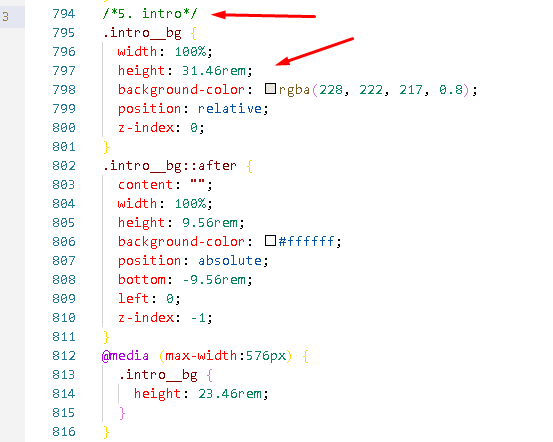 3
794 /*5. intro*/
795 .intro__bg {
796 width: 100%;
797 height: 31.46rem;
798 background-color: rgba(228, 222, 217, 0.8);
799 position: relative;
800 z-index: 0;
801 }
802 .intro__bg::after {
803 content: "";
804 width: 100%;
805 height: 9.56rem;
806 background-color: #ffffff;
807 position: absolute;
808 bottom: -9.56rem;
809 left: 0;
810 z-index: -1;
811 }
812 @media (max-width:576px) {
813 .intro__bg {
814 height: 23.46rem;
815 }
816 }